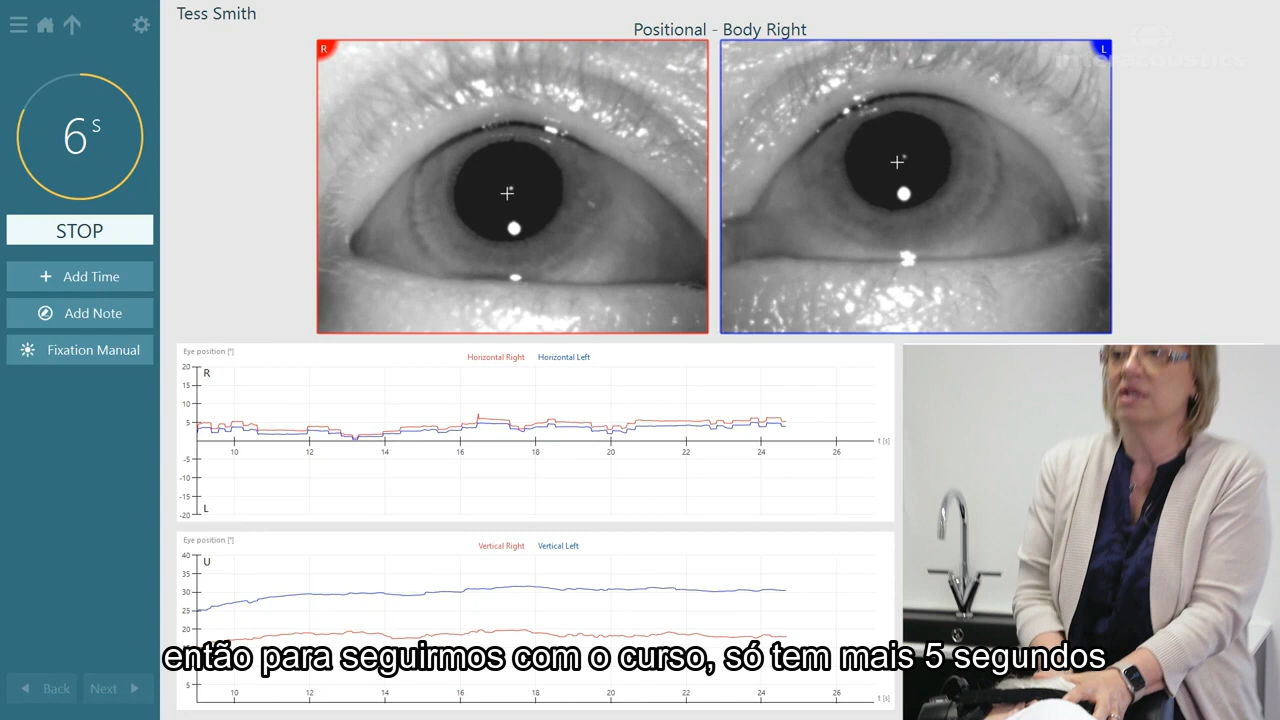 Tess Smith
Positional - Body Right
R
L
interacoustics
6 S
STOP
+ Add Time
Add Note
Fixation Manual
Back Next
Eye position [°]
Horizontal Right Horizontal Left
R
20
15
10
5
-5
-10
-15
-20
L
10 12 14 16 18 20 22 24 26
t [s]
Eye position [°]
Vertical Right Vertical Left
U
40
35
30
25
20
5
10 12 14 16 18 20 22 24 26
t [s]
então para seguirmos com o curso, só tem mais 5 segundos